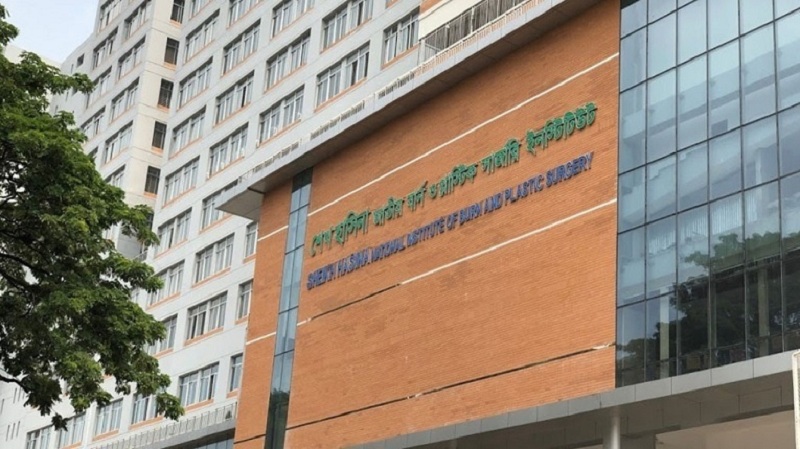 শেখ হাসিনা জাতীয় বার্ন ও প্লাস্টিক সার্জারি ইনস্টিটিউট
SHEIKH HASINA NATIONAL INSTITUTE OF BURN AND PLASTIC SURGERY